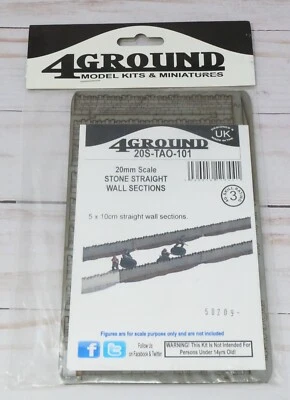 4GROUND
MODEL KITS & MINIATURES
4GROUND
20S-TAO-101
UK
20mm Scale
STONE STRAIGHT
WALL SECTIONS
3
5 x 10cm straight wall sections.
Figures are for scale purposes only and are not included
f
Follow Us
on Facebook & Twitter
WARNING! This Kit Is Not Intended For
Persons Under 14yrs Old!